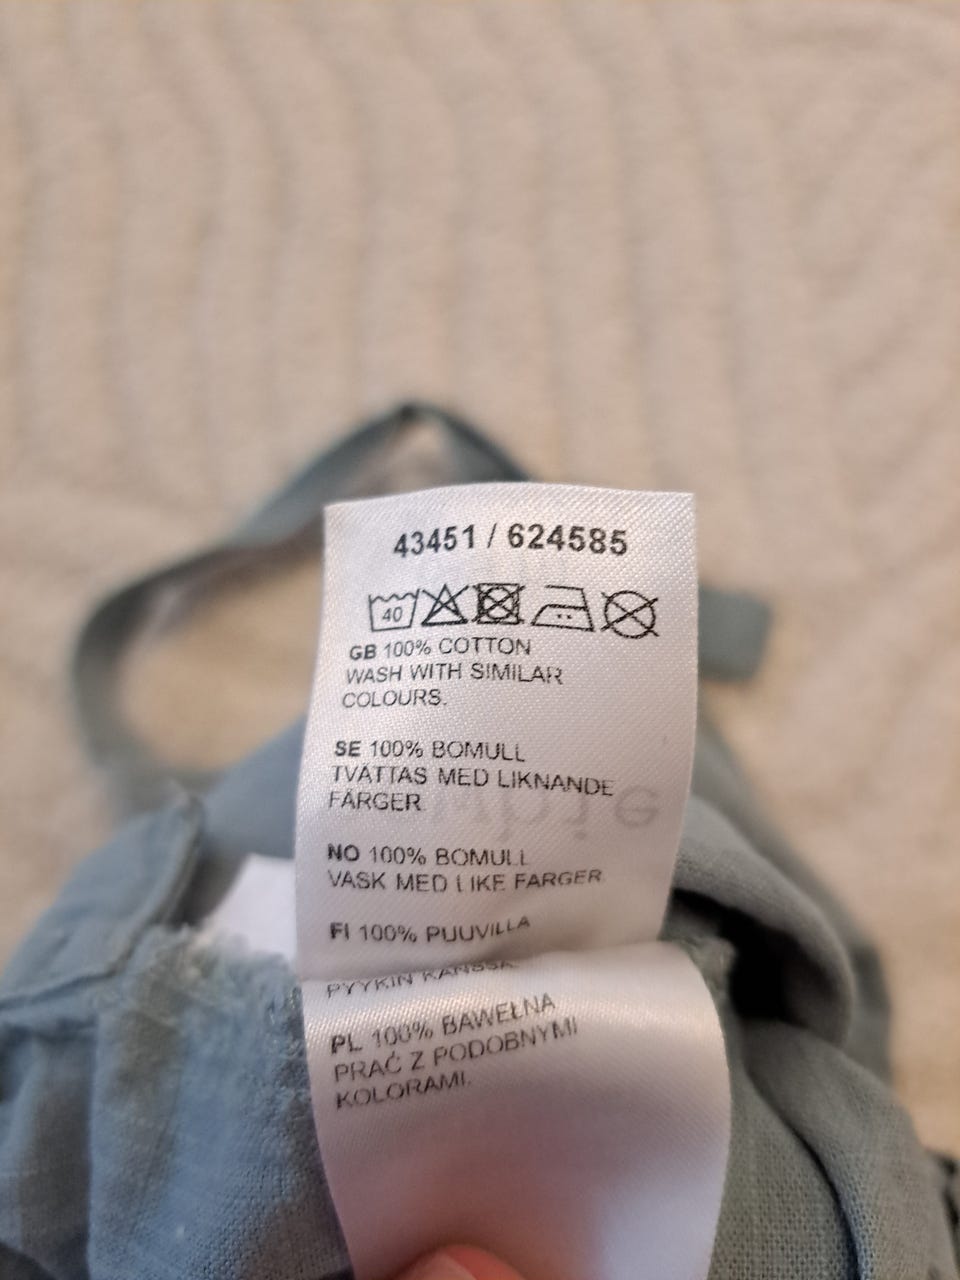 43451 / 624585
40
GB 100% COTTON
WASH WITH SIMILAR
COLOURS.
SE 100% BOMULL
TVÄTTAS MED LIKNANDE
FÄRGER
NO 100% BOMULL
VASK MED LIKE FARGER
FI 100% PUUVILLA
PYYKIN KANSSA.
PL 100% BAWEŁNA
PRAĆ Z PODOBNYMI
KOLORAMI.